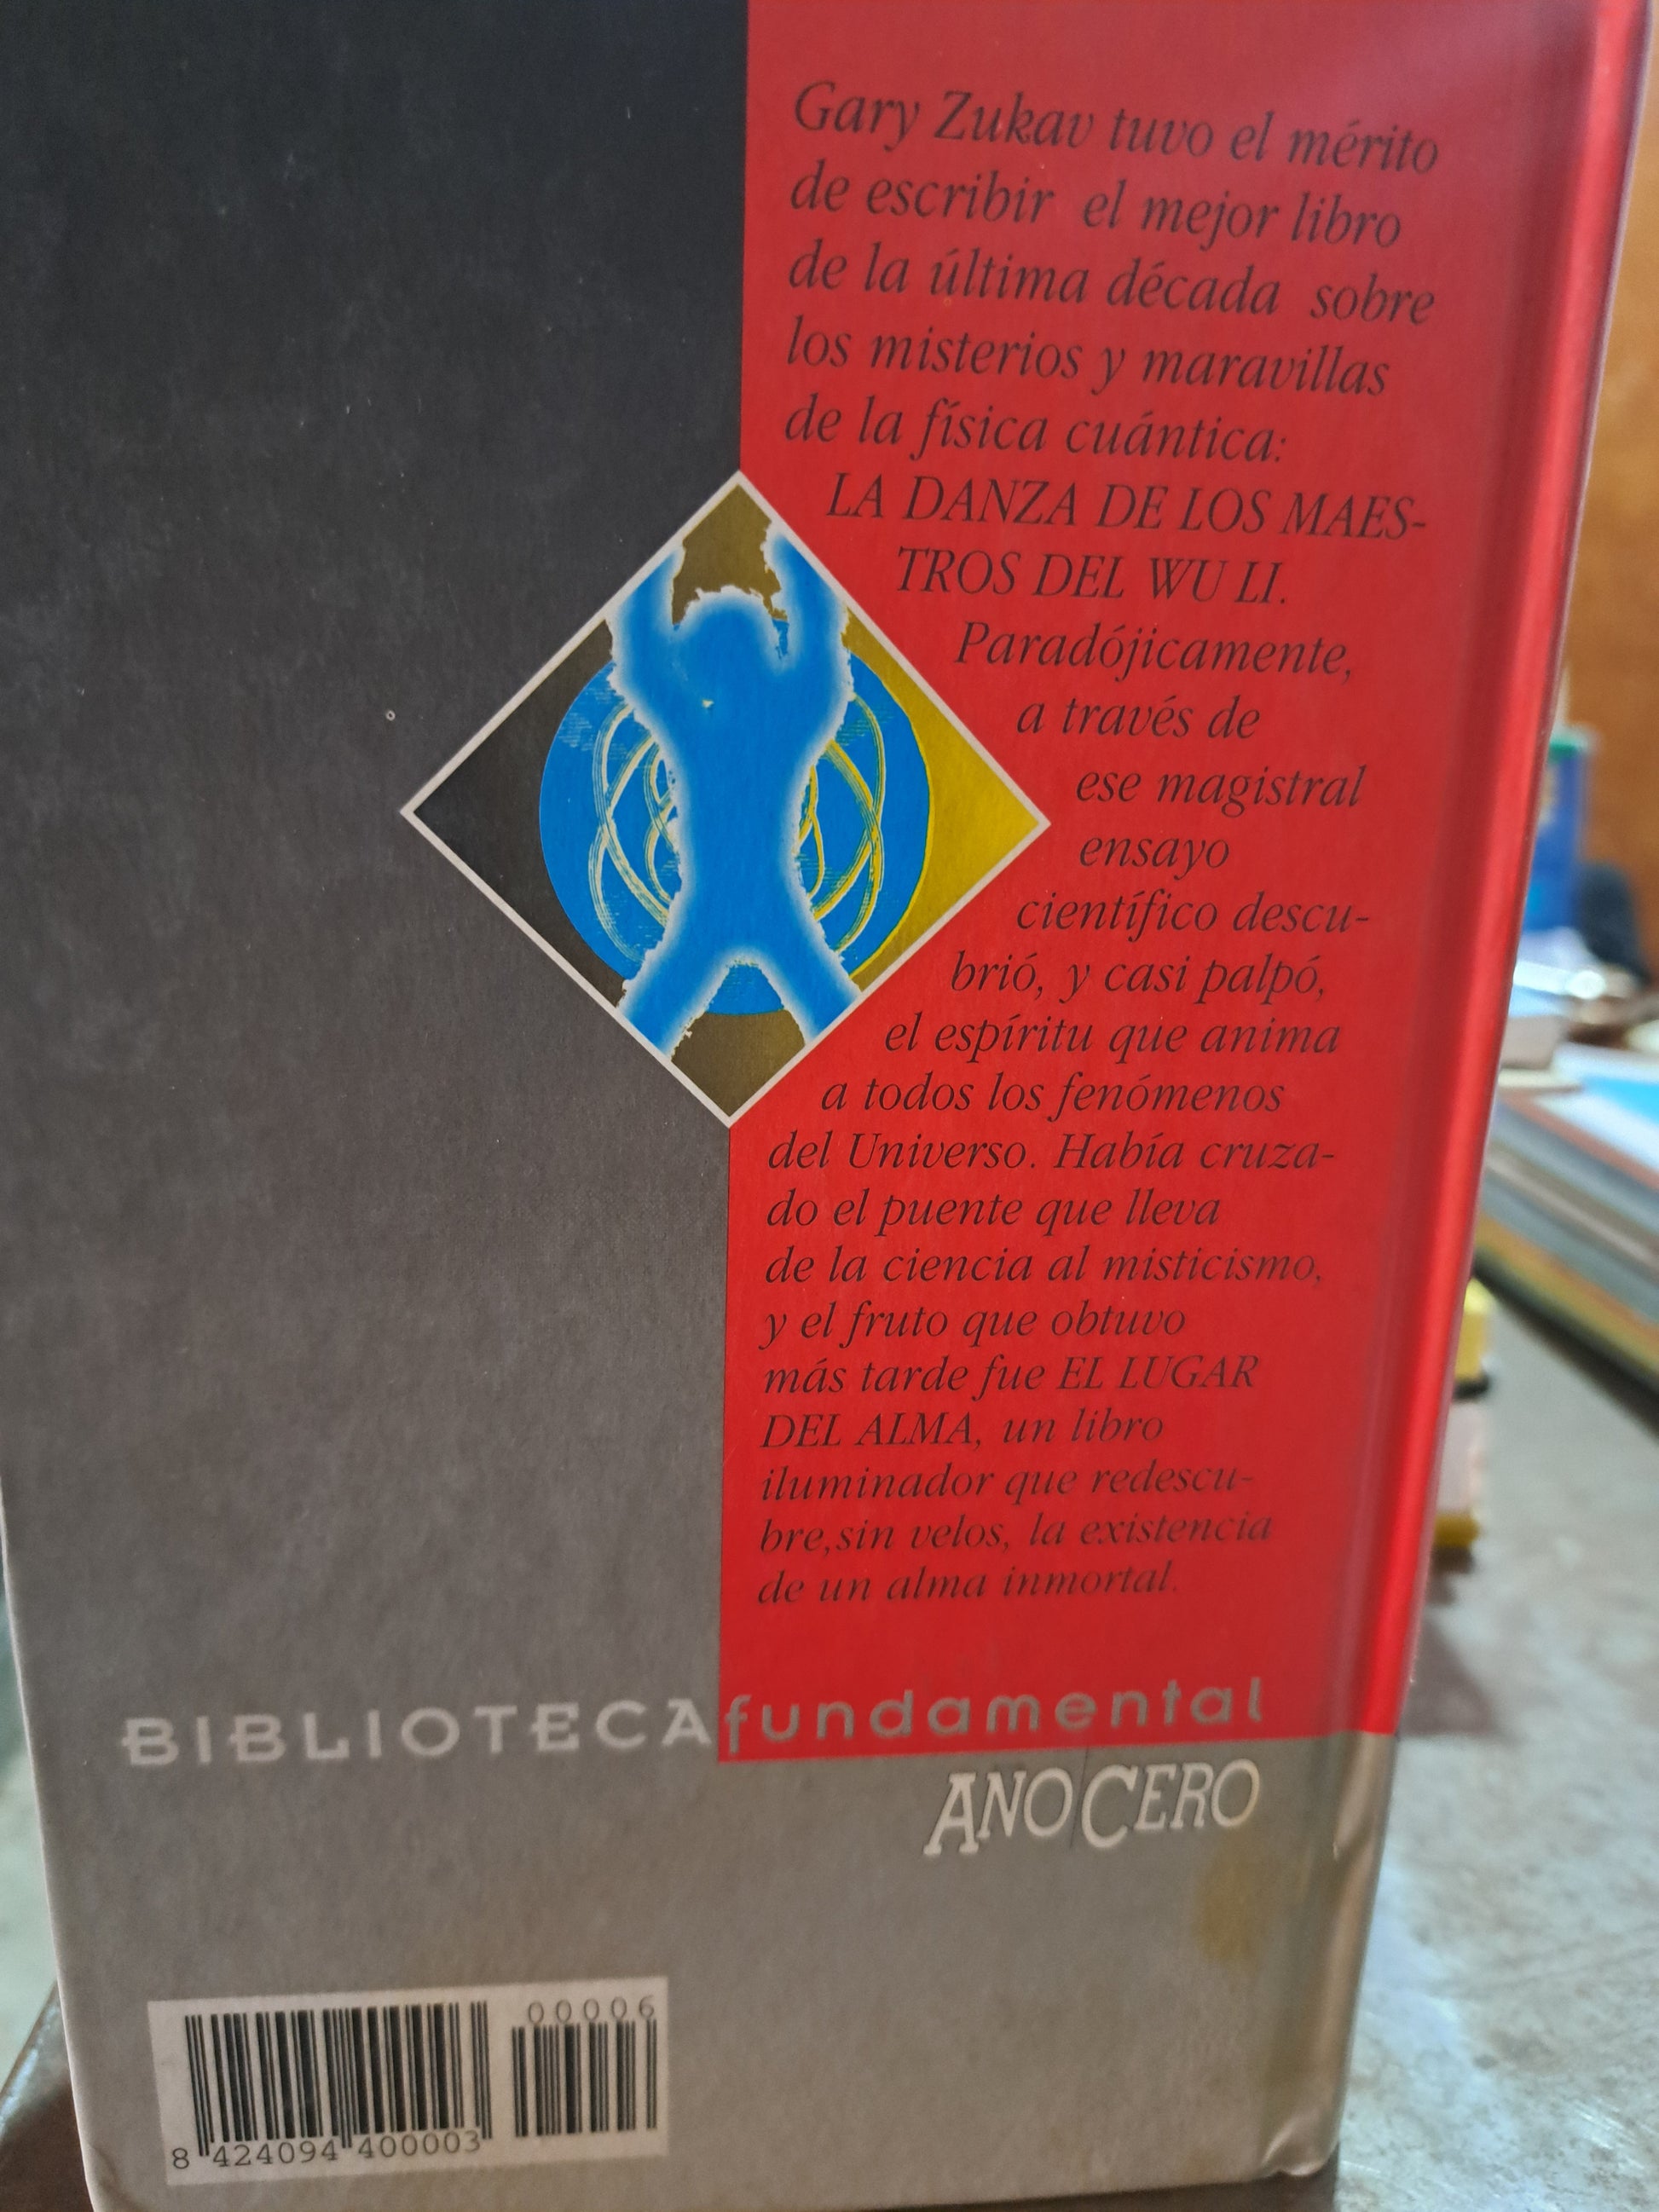 Gary Zukav tuvo el mérito
de escribir el mejor libro
de la última década sobre
los misterios y maravillas
de la física cuántica:
LA DANZA DE LOS MAES-
TROS DEL WU LI.
Paradójicamente,
a través de
ese magistral
ensayo
científico descu-
brió, y casi palpó,
el espíritu que anima
a todos los fenómenos
del Universo. Había cruza-
do el puente que lleva
de la ciencia al misticismo,
y el fruto que obtuvo
más tarde fue EL LUGAR
DEL ALMA, un libro
iluminador que redescu-
bre,sin velos, la existencia
de un alma inmortal.
BIBLIOTECA fundamental
AÑO CERO
00006
8 424094 400003